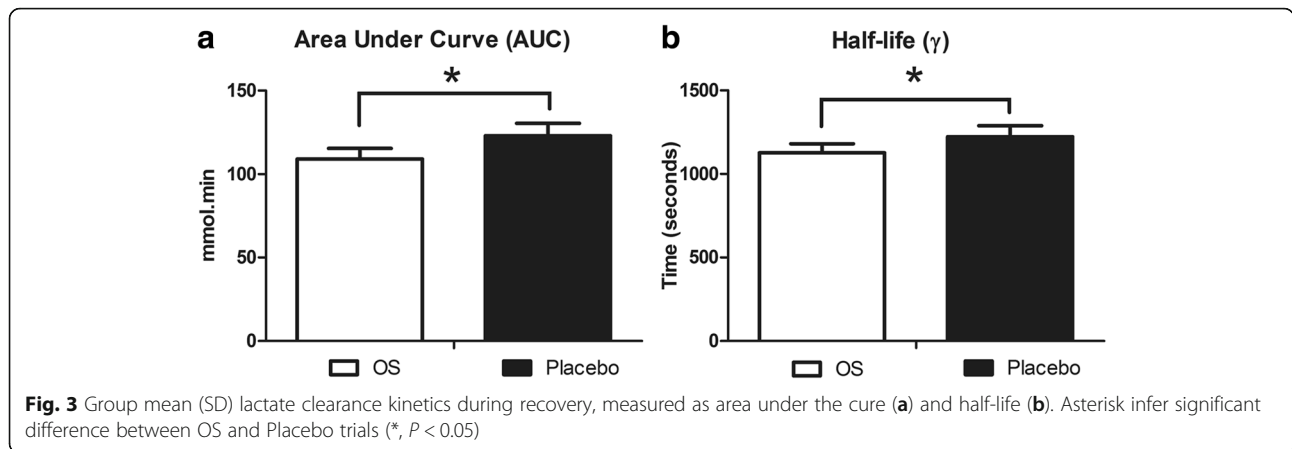 a Area Under Curve (AUC)
*
150
100
50
0
mmol.min
OS Placebo
b Half-life (γ)
*
1500
1000
500
0
Time (seconds)
OS Placebo
Fig. 3 Group mean (SD) lactate clearance kinetics during recovery, measured as area under the cure (a) and half-life (b). Asterisk infer significant
difference between OS and Placebo trials (*, P < 0.05)